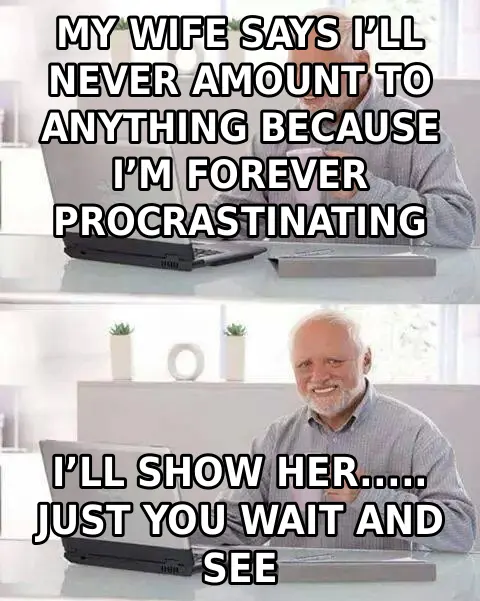 MY WIFE SAYS I’LL
NEVER AMOUNT TO
ANYTHING BECAUSE
I’M FOREVER
PROCRASTINATING
I’LL SHOW HER.....
JUST YOU WAIT AND
SEE